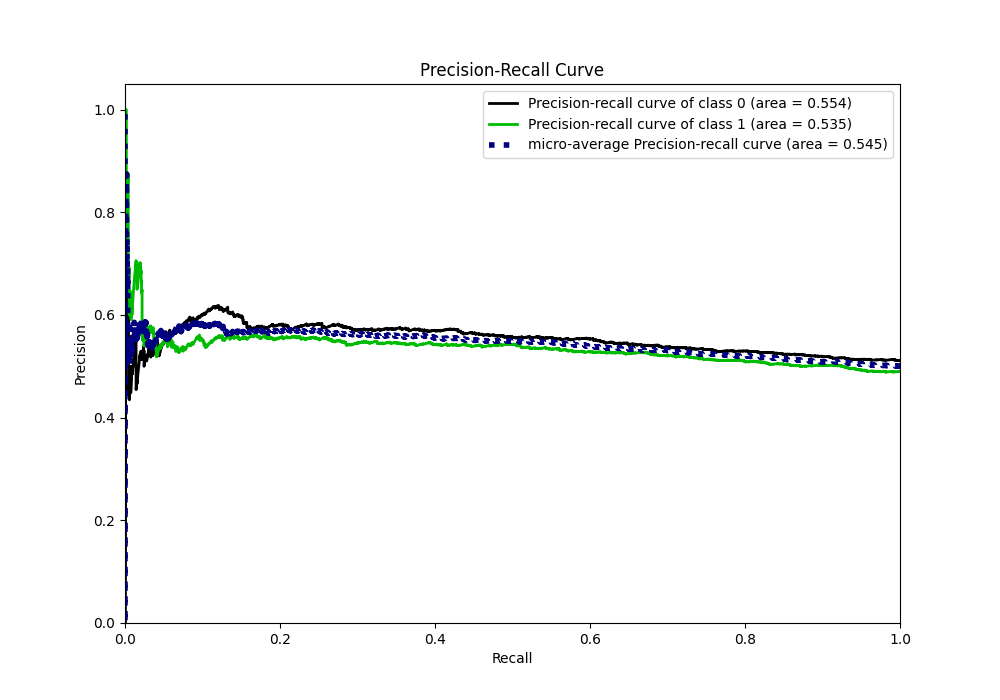 Precision-Recall Curve
Precision-recall curve of class 0 (area = 0.554)
Precision-recall curve of class 1 (area = 0.535)
micro-average Precision-recall curve (area = 0.545)
1.0
0.8
0.6
0.4
0.2
0.0
Precision
0.0 0.2 0.4 0.6 0.8 1.0
Recall